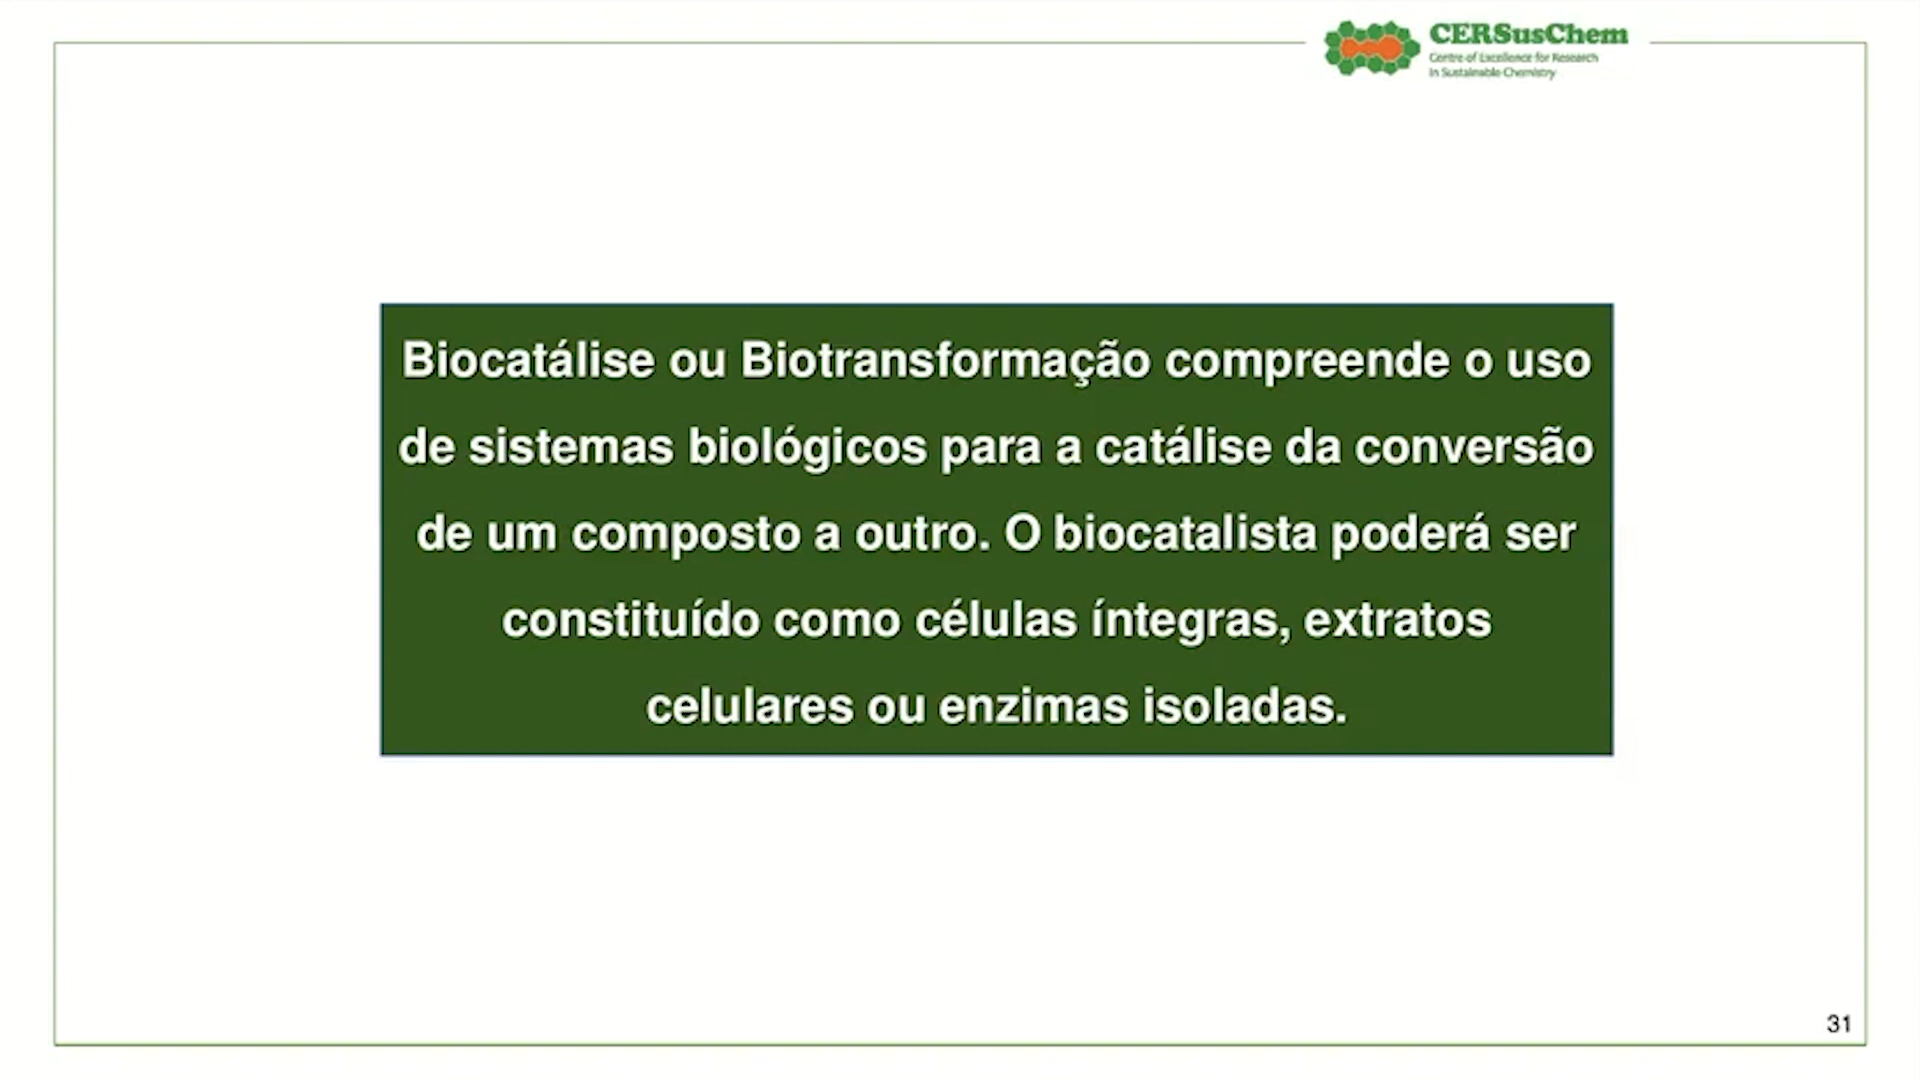 CERSusChem
Centre of Excellence for Research
in Sustainable Chemistry
Biocatálise ou Biotransformação compreende o uso
de sistemas biológicos para a catálise da conversão
de um composto a outro. O biocatalista poderá ser
constituído como células íntegras, extratos
celulares ou enzimas isoladas.
31